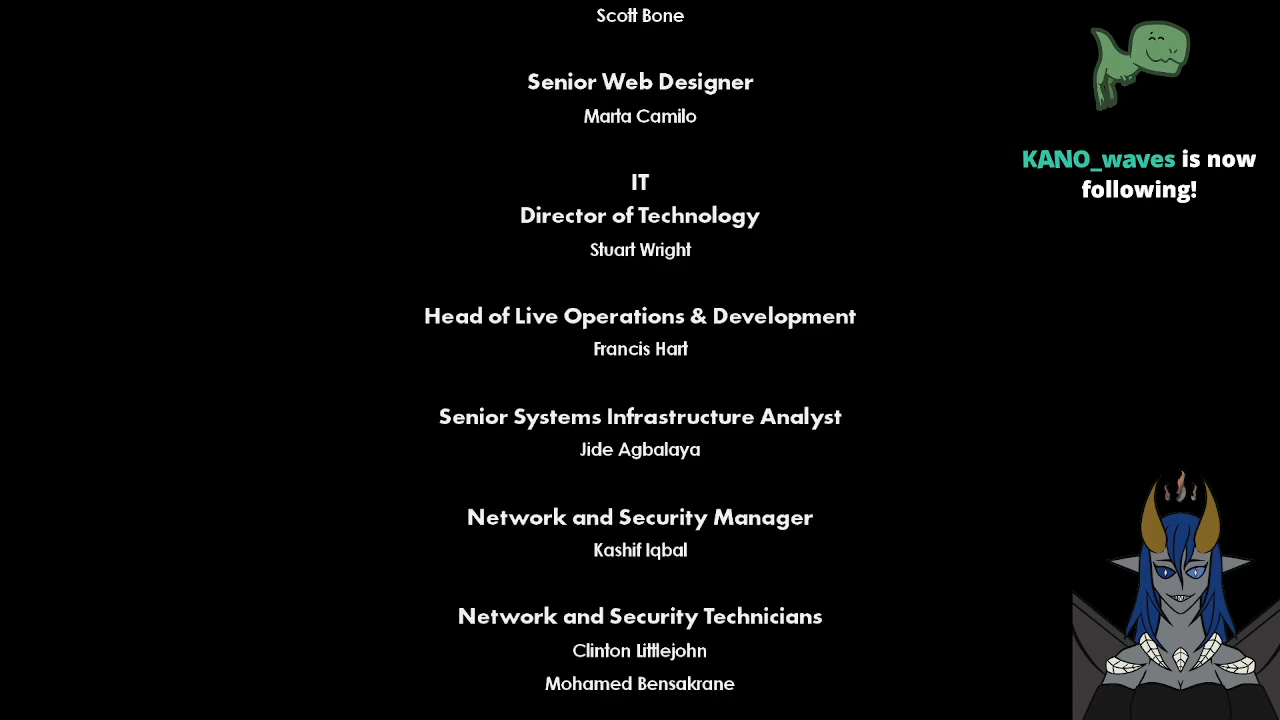 Scott Bone
Senior Web Designer
Marta Camilo
IT
Director of Technology
Stuart Wright
Head of Live Operations & Development
Francis Hart
Senior Systems Infrastructure Analyst
Jide Agbalaya
Network and Security Manager
Kashif Iqbal
Network and Security Technicians
Clinton Littlejohn
Mohamed Bensakrane
KANO_waves is now
following!